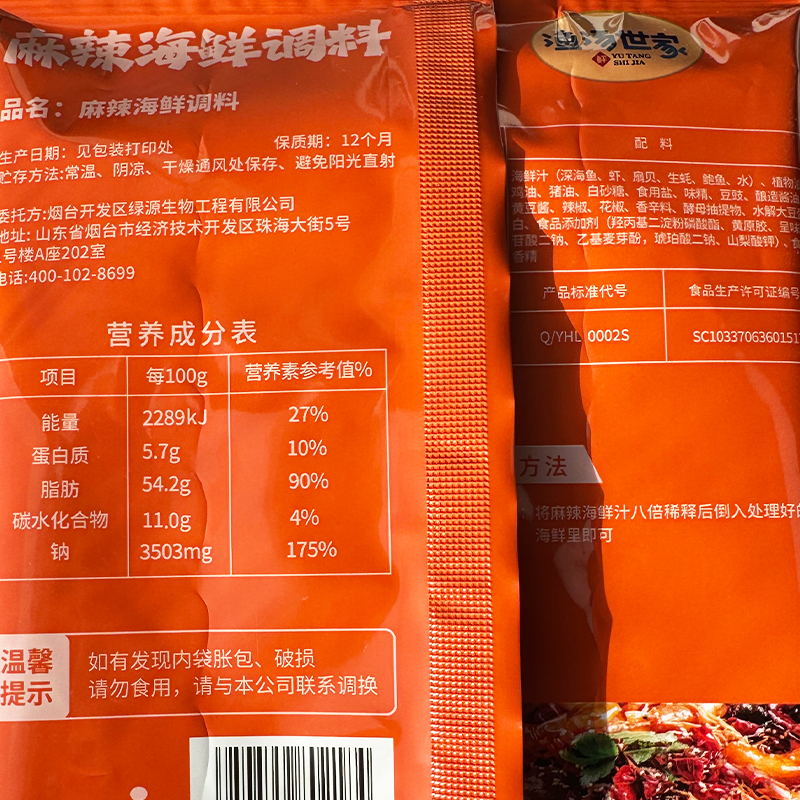 麻辣海鲜调料
品名：麻辣海鲜调料
生产日期：见包装打印处 保质期：12个月
贮存方法:常温、阴凉、干燥通风处保存、避免阳光直射
委托方:烟台开发区绿源生物工程有限公司
地址: 山东省烟台市经济技术开发区珠海大街5号
号楼A座202室
电话:400-102-8699
营养成分表
项目 每100g 营养素参考值%
能量 2289kJ 27%
蛋白质 5.7g 10%
脂肪 54.2g 90%
碳水化合物 11.0g 4%
钠 3503mg 175%
温馨
提示
如有发现内袋胀包、破损
请勿食用，请与本公司联系调换
渔汤世家
鲜 YU TANG
SHI JIA
配 料
海鲜汁（深海鱼、虾、扇贝、生蚝、鲍鱼、水）、植物
鸡油、猪油、白砂糖、食用盐、味精、豆豉、酿造酱油
黄豆酱、辣椒、花椒、香辛料、酵母抽提物、水解大豆
白、食品添加剂（羟丙基二淀粉磷酸酯、黄原胶、呈味
苷酸二钠、乙基麦芽酚，琥珀酸二钠、山梨酸钾）、食
香精
产品标准代号 食品生产许可证编号
Q/YHL 0002S SC1033706360151
方法
：将麻辣海鲜汁八倍稀释后倒入处理好的
海鲜里即可